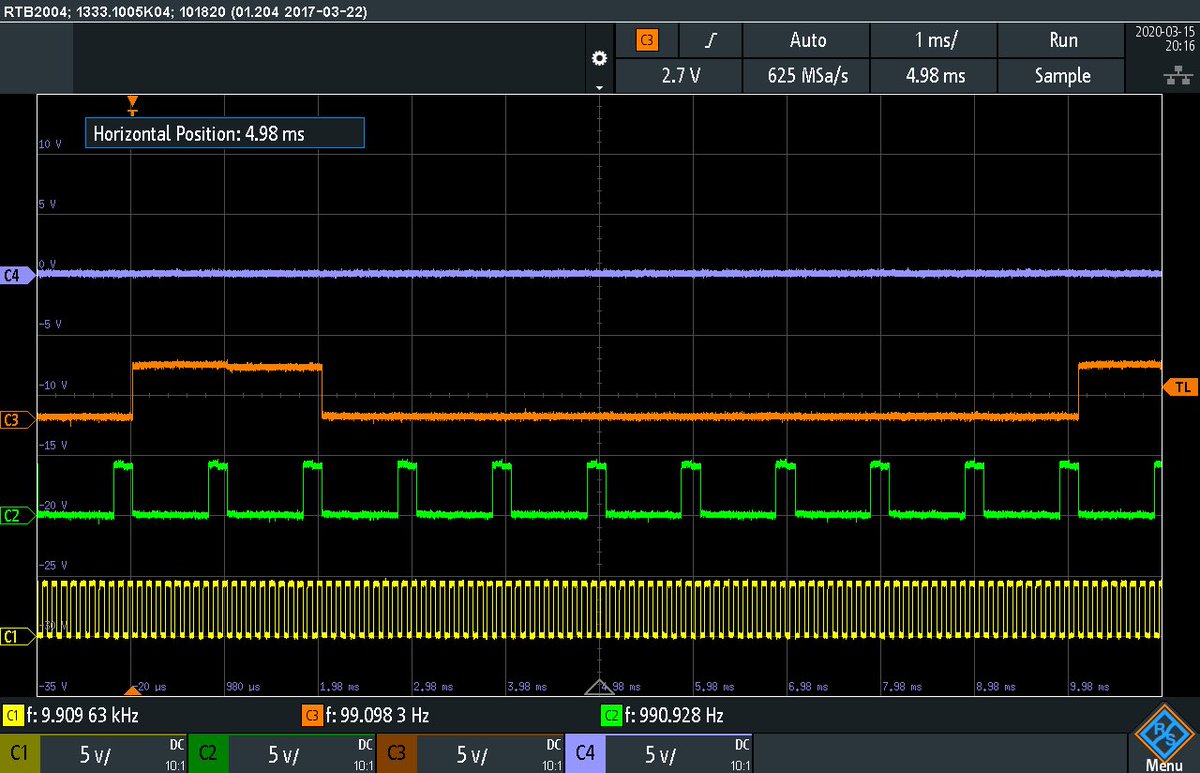 RTB2004; 1333.1005K04; 101820 (01.204 2017-03-22)
C3
Auto
1 ms/
Run
2020-03-15
20:16
2.7 V
625 MSa/s
4.98 ms
Sample
T
Horizontal Position: 4.98 ms
10 V
5 V
0 V
C4
-5 V
-10 V
TL
C3
-15 V
-20 V
C2
-25 V
-30 V
C1
-35 V
-20 µs
980 µs
1.98 ms
2.98 ms
3.98 ms
4.98 ms
5.98 ms
6.98 ms
7.98 ms
8.98 ms
9.98 ms
C1 f: 9.909 63 kHz
C3 f: 99.098 3 Hz
C2 f: 990.928 Hz
C1 5 V/ DC 10:1
C2 5 V/ DC 10:1
C3 5 V/ DC 10:1
C4 5 V/ DC 10:1
R S
Menu